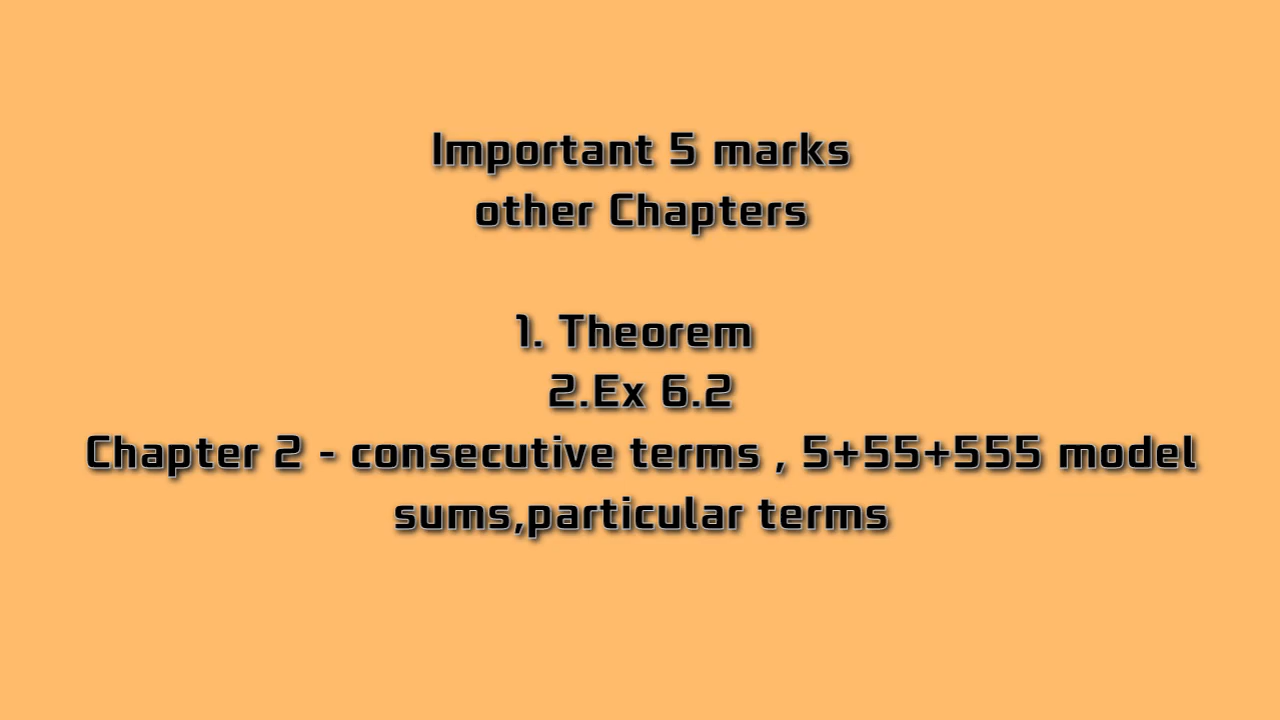 Important 5 marks
other Chapters
1. Theorem
2.Ex 6.2
Chapter 2 - consecutive terms , 5+55+555 model
sums,particular terms